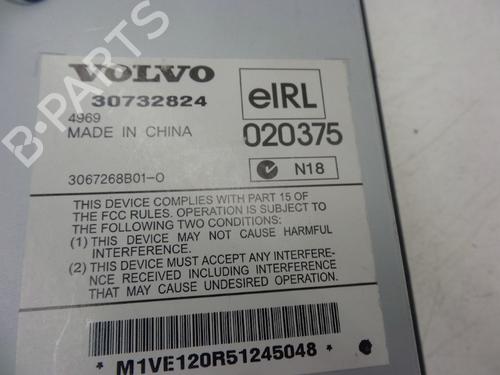 VOLVO
30732824
4969
MADE IN CHINA
eIRL
020375
3067268B01-O
N18
THIS DEVICE COMPLIES WITH PART 15 OF
THE FCC RULES. OPERATION IS SUBJECT TO
THE FOLLOWING TWO CONDITIONS:
(1) THIS DEVICE MAY NOT CAUSE HARMFUL
INTERFERENCE.
(2) THIS DEVICE MUST ACCEPT ANY INTERFERE-
NCE RECEIVED INCLUDING INTERFERENCE
THAT MAY CAUSE UNDESIRED OPERATION.
* M1VE120R51245048 *
B-PARTS